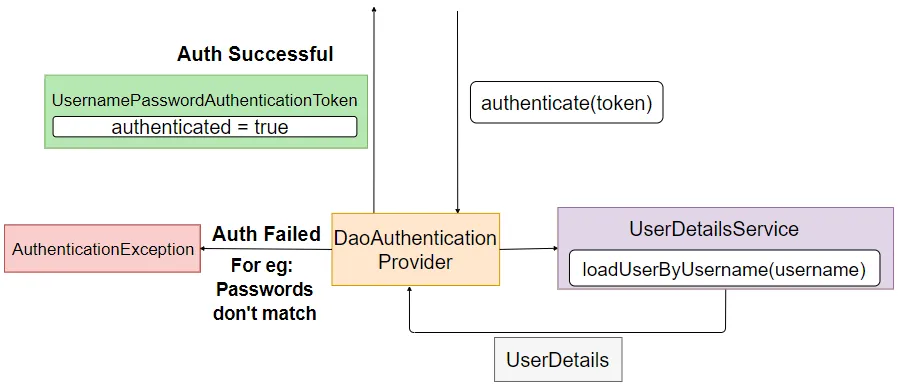 Auth Successful
UsernamePasswordAuthenticationToken
authenticated = true
authenticate(token)
AuthenticationException
Auth Failed
For eg:
Passwords
don't match
DaoAuthentication
Provider
UserDetailsService
loadUserByUsername(username)
UserDetails